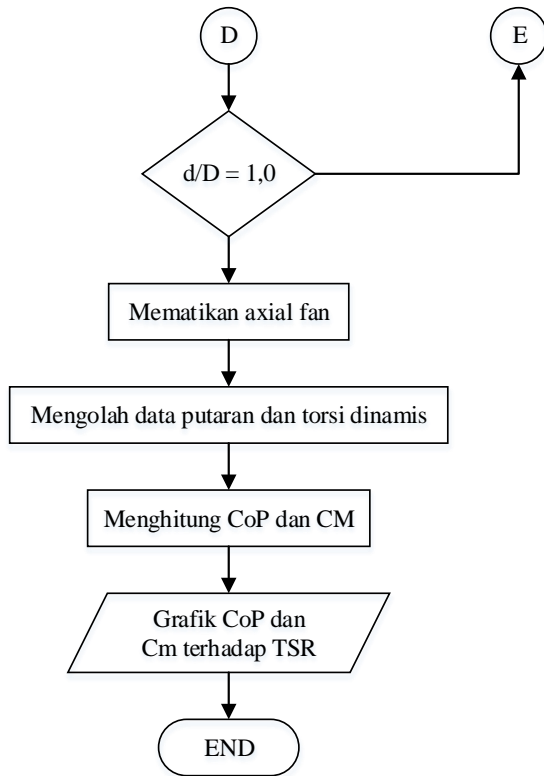 D
E
d/D = 1,0
Mematikan axial fan
Mengolah data putaran dan torsi dinamis
Menghitung CoP dan CM
Grafik CoP dan
Cm terhadap TSR
END